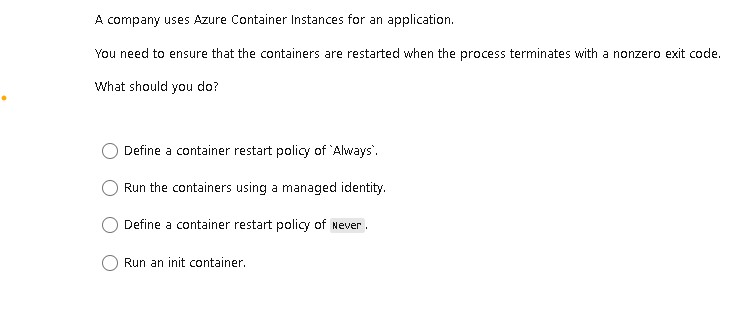 A company uses Azure Container Instances for an application.
You need to ensure that the containers are restarted when the process terminates with a nonzero exit code.
What should you do?
Define a container restart policy of `Always`.
Run the containers using a managed identity.
Define a container restart policy of Never.
Run an init container.